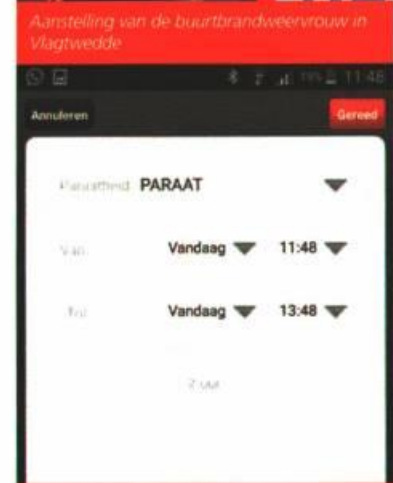 Aanstelling van de buurtbrandweervrouw in
Vlagtwedde
11:48
Annuleren Gereed
Paraatheid PARAAT
Van Vandaag 11:48
Tot Vandaag 13:48
2 uur